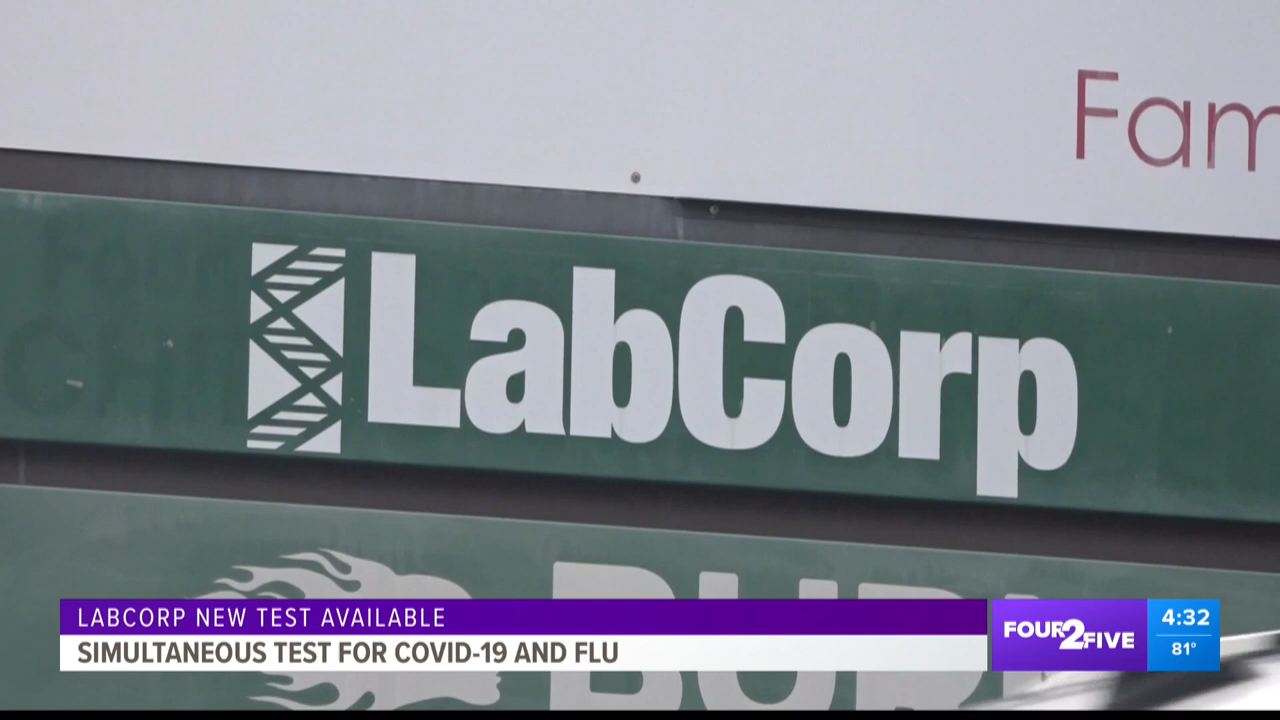 Fam
LabCorp
LABCORP NEW TEST AVAILABLE
SIMULTANEOUS TEST FOR COVID-19 AND FLU
FOUR2FIVE
4:32
81°